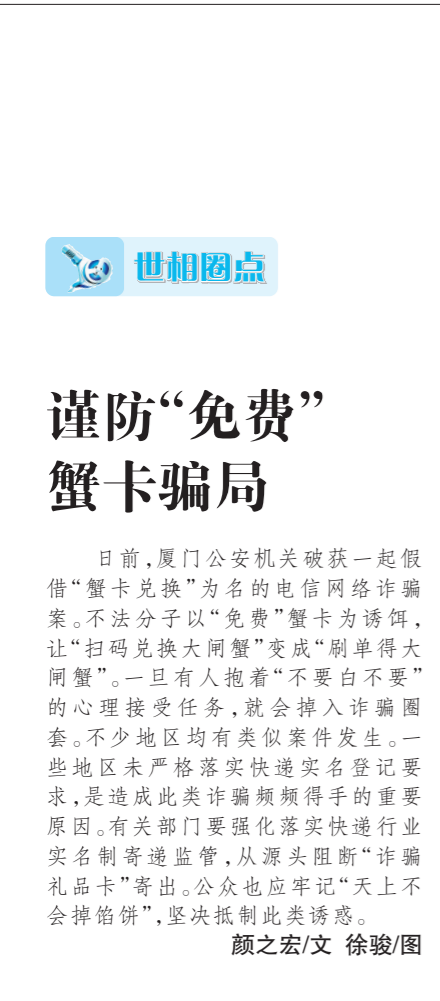 世相圈点
谨防“免费”
蟹卡骗局
日前,厦门公安机关破获一起假
借“蟹卡兑换”为名的电信网络诈骗
案。不法分子以“免费”蟹卡为诱饵,
让“扫码兑换大闸蟹”变成“刷单得大
闸蟹”。一旦有人抱着“不要白不要”
的心理接受任务,就会掉入诈骗圈
套。不少地区均有类似案件发生。一
些地区未严格落实快递实名登记要
求,是造成此类诈骗频频得手的重要
原因。有关部门要强化落实快递行业
实名制寄递监管,从源头阻断“诈骗
礼品卡”寄出。公众也应牢记“天上不
会掉馅饼”,坚决抵制此类诱惑。
颜之宏/文 徐骏/图